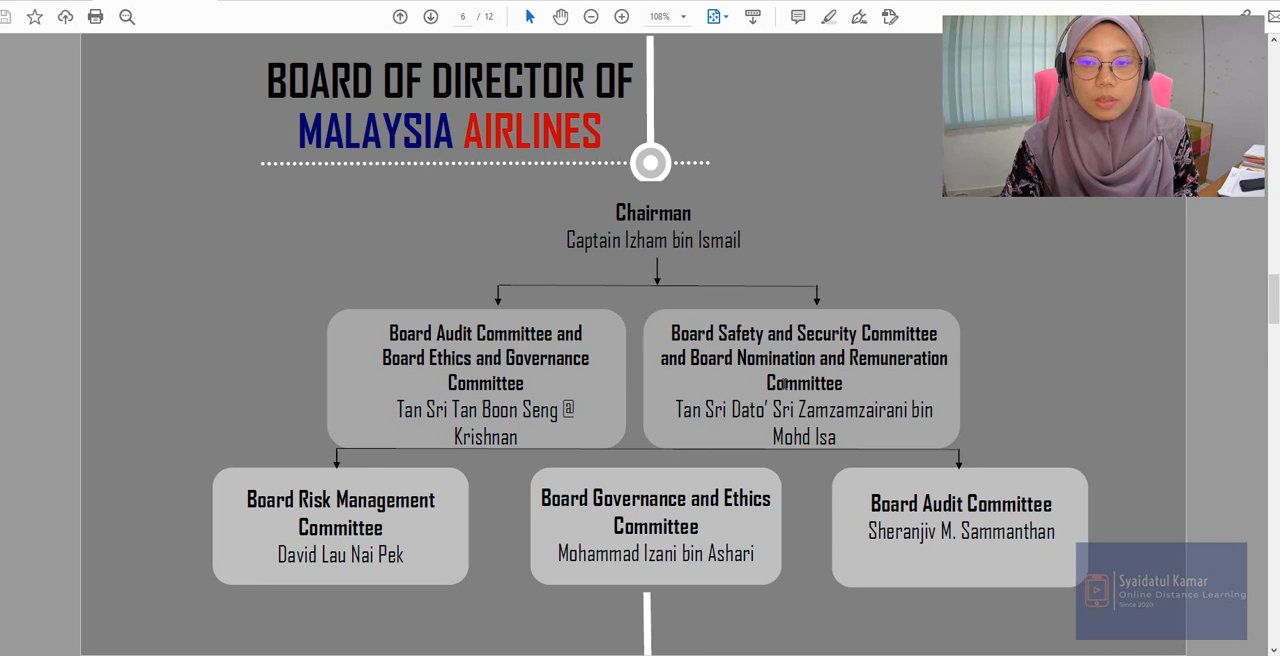 6 / 12
108%
BOARD OF DIRECTOR OF
MALAYSIA AIRLINES
Chairman
Captain Izham bin Ismail
Board Audit Committee and
Board Ethics and Governance
Committee
Tan Sri Tan Boon Seng @
Krishnan
Board Safety and Security Committee
and Board Nomination and Remuneration
Committee
Tan Sri Dato’ Sri Zamzamzairani bin
Mohd Isa
Board Risk Management
Committee
David Lau Nai Pek
Board Governance and Ethics
Committee
Mohammad Izani bin Ashari
Board Audit Committee
Sheranjiv M. Sammanthan
Syaidatul Kamar
Online Distance Learning
Since 2020